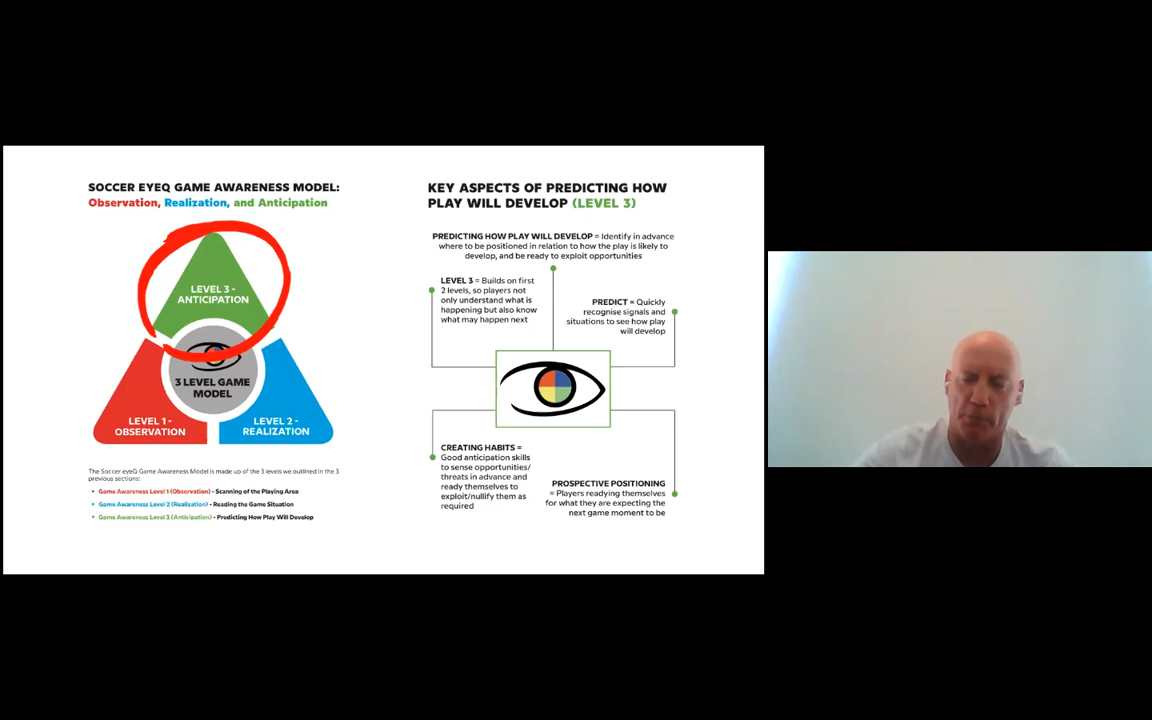 SOCCER EYEQ GAME AWARENESS MODEL:
Observation, Realization, and Anticipation
LEVEL 3 -
ANTICIPATION
3 LEVEL GAME
MODEL
LEVEL 1 -
OBSERVATION
LEVEL 2 -
REALIZATION
The Soccer eyeQ Game Awareness Model is made up of the 3 levels we outlined in the 3
previous sections:
• Game Awareness Level 1 (Observation) - Scanning of the Playing Area
• Game Awareness Level 2 (Realisation) - Reading the Game Situation
• Game Awareness Level 3 (Anticipation) - Predicting How Play Will Develop
KEY ASPECTS OF PREDICTING HOW
PLAY WILL DEVELOP (LEVEL 3)
PREDICTING HOW PLAY WILL DEVELOP = Identify in advance
where to be positioned in relation to how the play is likely to
develop, and be ready to exploit opportunities
LEVEL 3 = Builds on first
2 levels, so players not
only understand what is
happening but also know
what may happen next
PREDICT = Quickly
recognise signals and
situations to see how play
will develop
CREATING HABITS =
Good anticipation skills
to sense opportunities/
threats in advance and
ready themselves to
exploit/nullify them as
required
PROSPECTIVE POSITIONING
= Players readying themselves
for what they are expecting the
next game moment to be